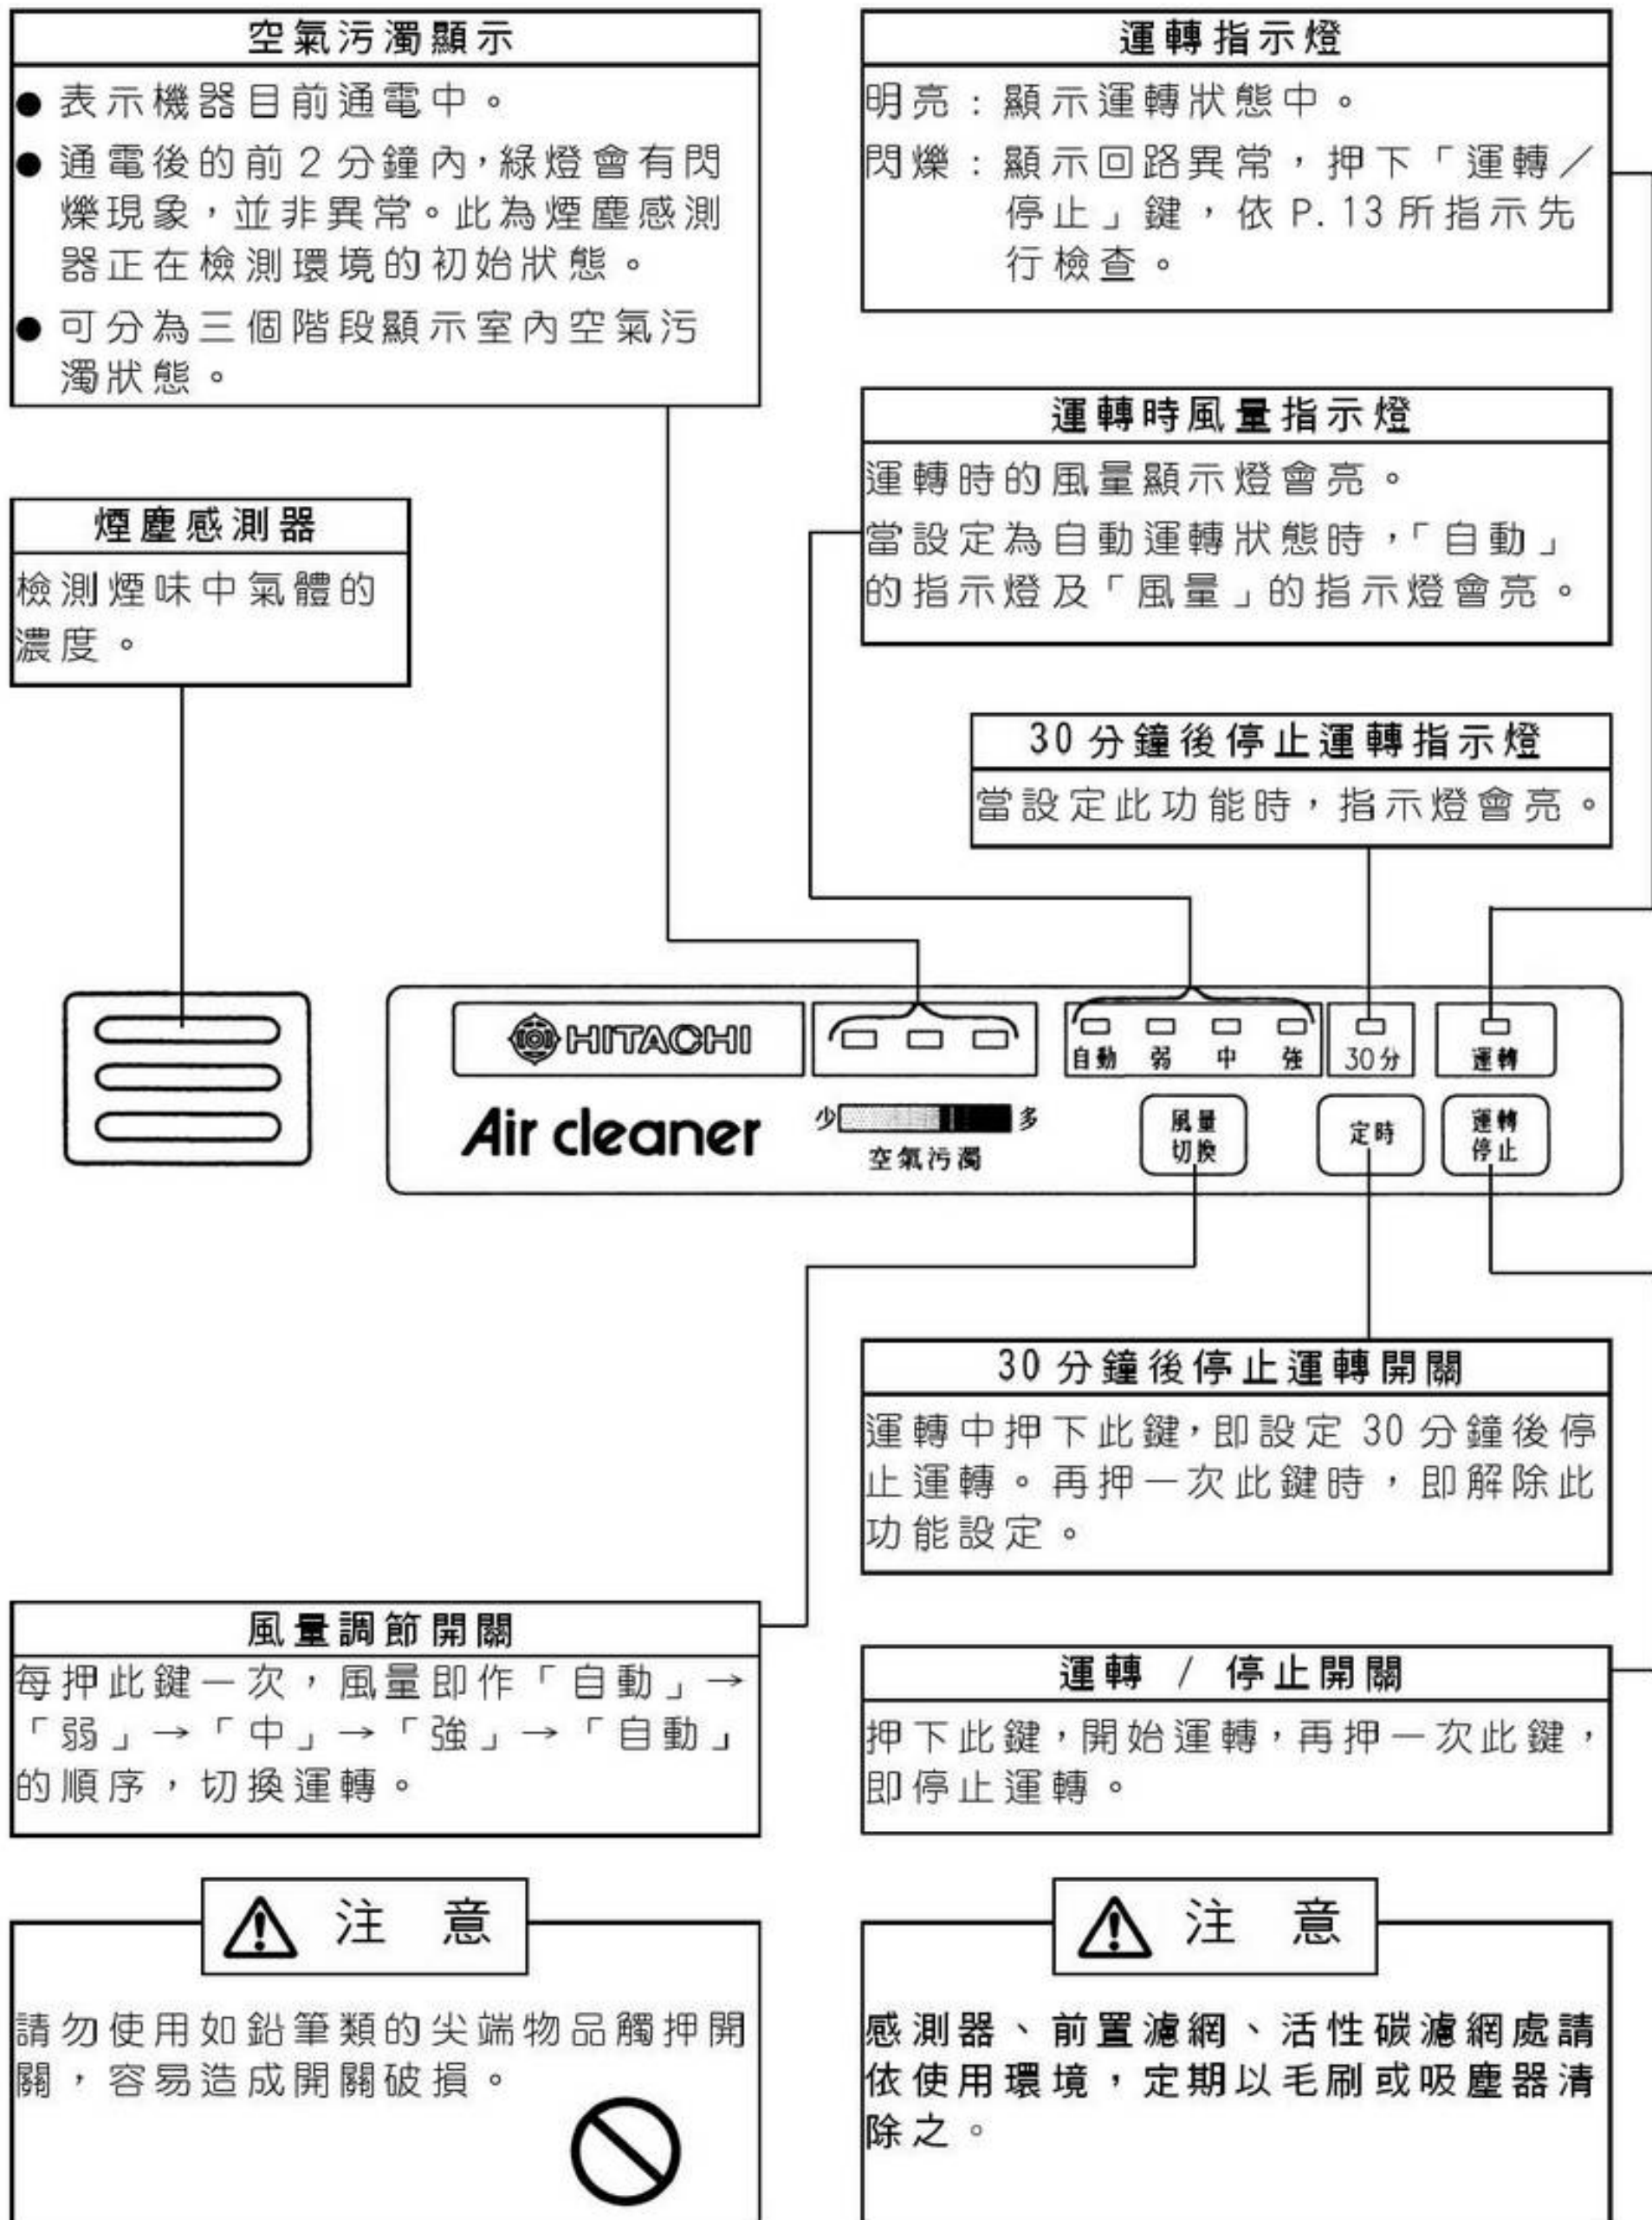 空氣污濁顯示
● 表示機器目前通電中。
● 通電後的前2分鐘內,綠燈會有閃
爍現象,並非異常。此為煙塵感測
器正在檢測環境的初始狀態。
● 可分為三個階段顯示室內空氣污
濁狀態。
運轉指示燈
明亮:顯示運轉狀態中。
閃爍:顯示回路異常,押下「運轉/
停止」鍵,依 P.13 所指示先
行檢查。
運轉時風量指示燈
運轉時的風量顯示燈會亮。
當設定為自動運轉狀態時,「自動」
的指示燈及「風量」的指示燈會亮。
煙塵感測器
檢測煙味中氣體的
濃度。
30 分鐘後停止運轉指示燈
當設定此功能時,指示燈會亮。
HITACHI
自動 弱 中 強 30分 運轉
Air cleaner
少 多
空氣污濁
風量
切換
定時
運轉
停止
30 分鐘後停止運轉開關
運轉中押下此鍵,即設定 30 分鐘後停
止運轉。再押一次此鍵時,即解除此
功能設定。
風量調節開關
每押此鍵一次,風量即作「自動」→
「弱」→「中」→「強」→「自動」
的順序,切換運轉。
運轉 / 停止開關
押下此鍵,開始運轉,再押一次此鍵,
即停止運轉。
注 意
請勿使用如鉛筆類的尖端物品觸押開
關,容易造成開關破損。
注 意
感測器、前置濾網、活性碳濾網處請
依使用環境,定期以毛刷或吸塵器清
除之。